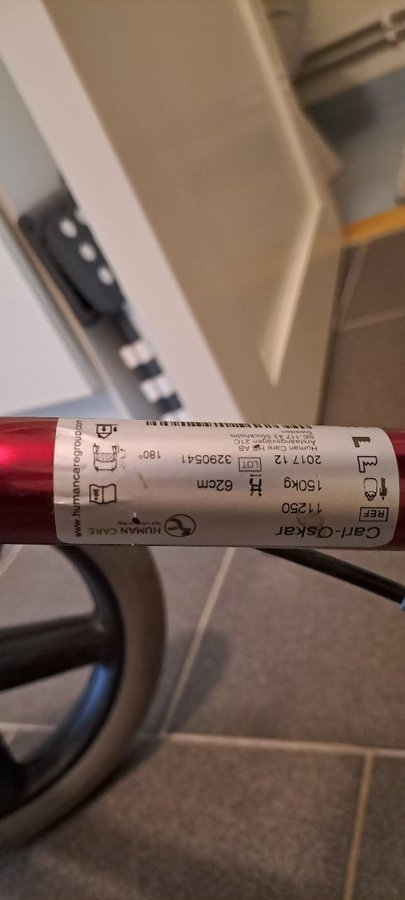 Carl-Oskar
HUMAN CARE
REF 11250
150kg 62cm
2017 12 LOT 3290541 180°
Human Care HC AB
Årstaängsvägen 21C
SE-117 43 Stockholm
Sweden
www.humancaregroup.com